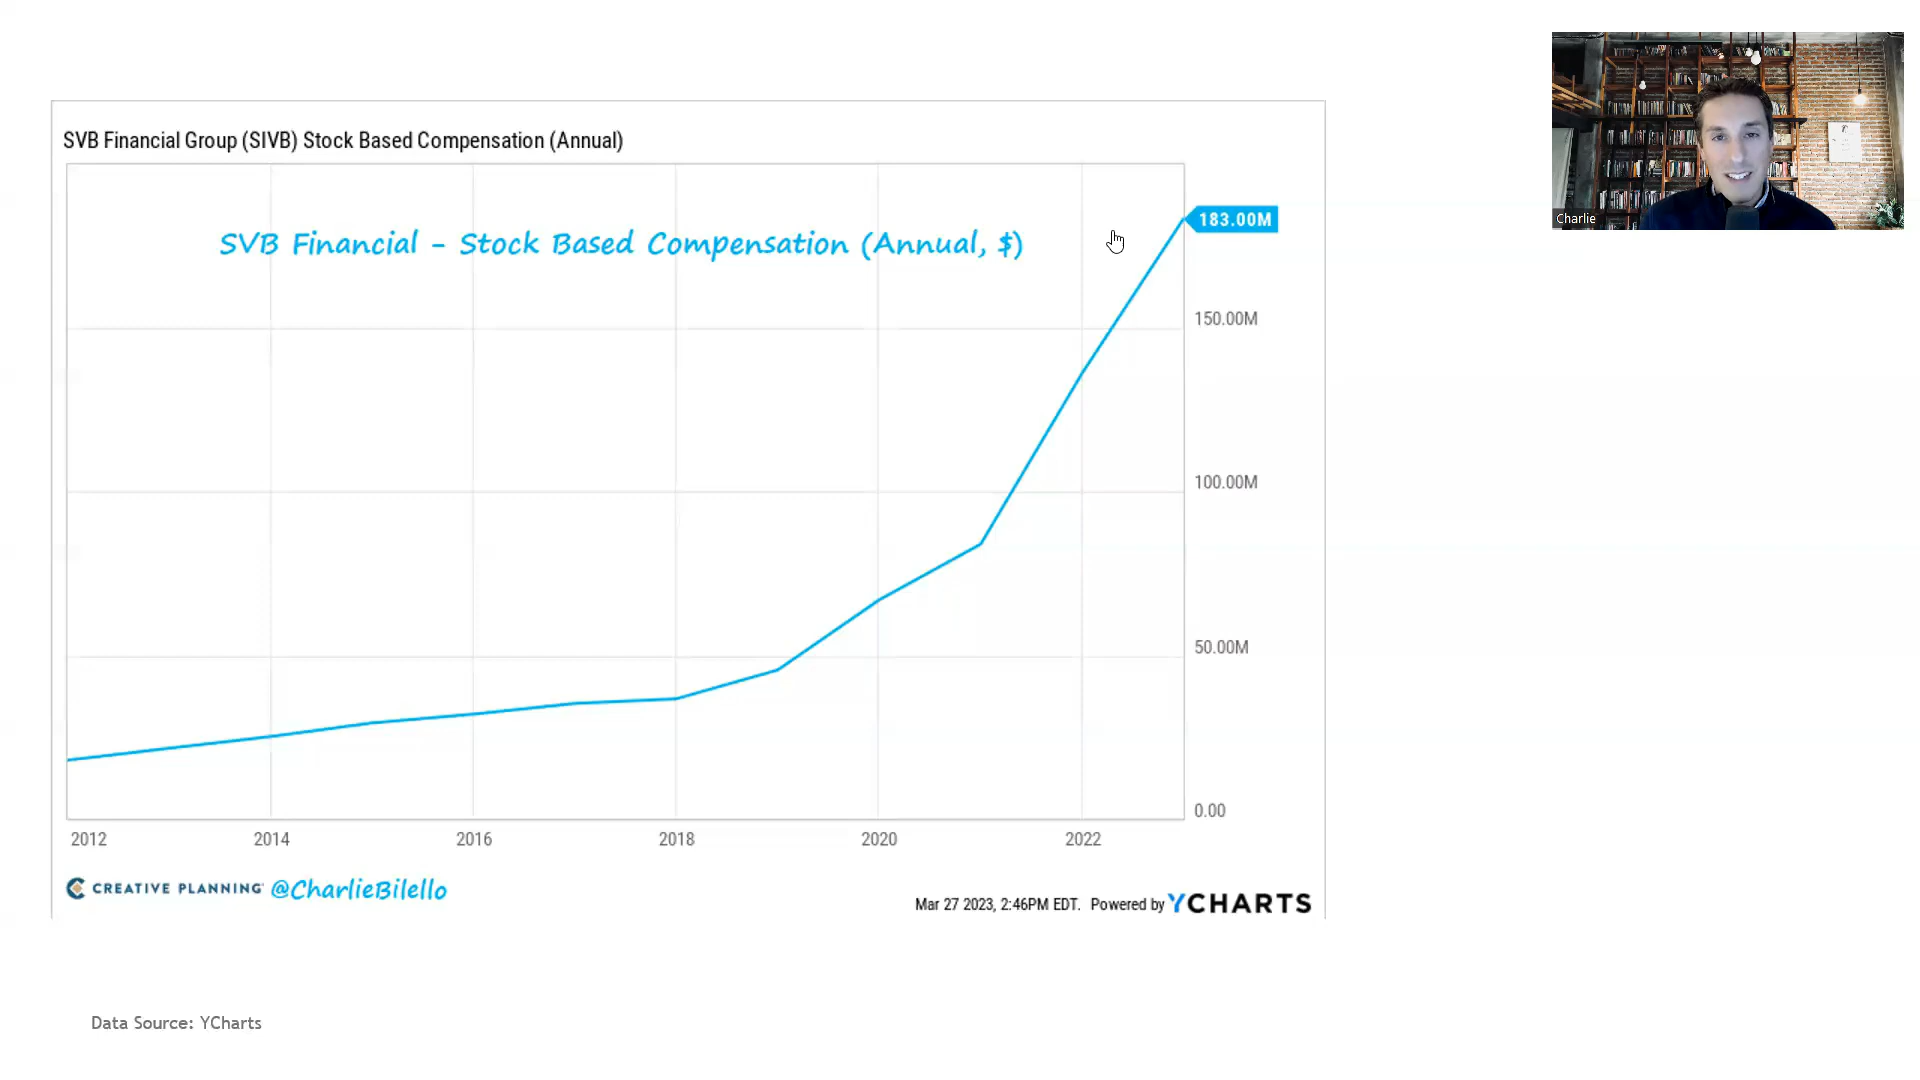 SVB Financial Group (SIVB) Stock Based Compensation (Annual)
SVB Financial - Stock Based Compensation (Annual, $)
183.00M
150.00M
100.00M
50.00M
0.00
2012 2014 2016 2018 2020 2022
CREATIVE PLANNING @CharlieBilello
Mar 27 2023, 2:46PM EDT. Powered by YCHARTS
Data Source: YCharts
Charlie